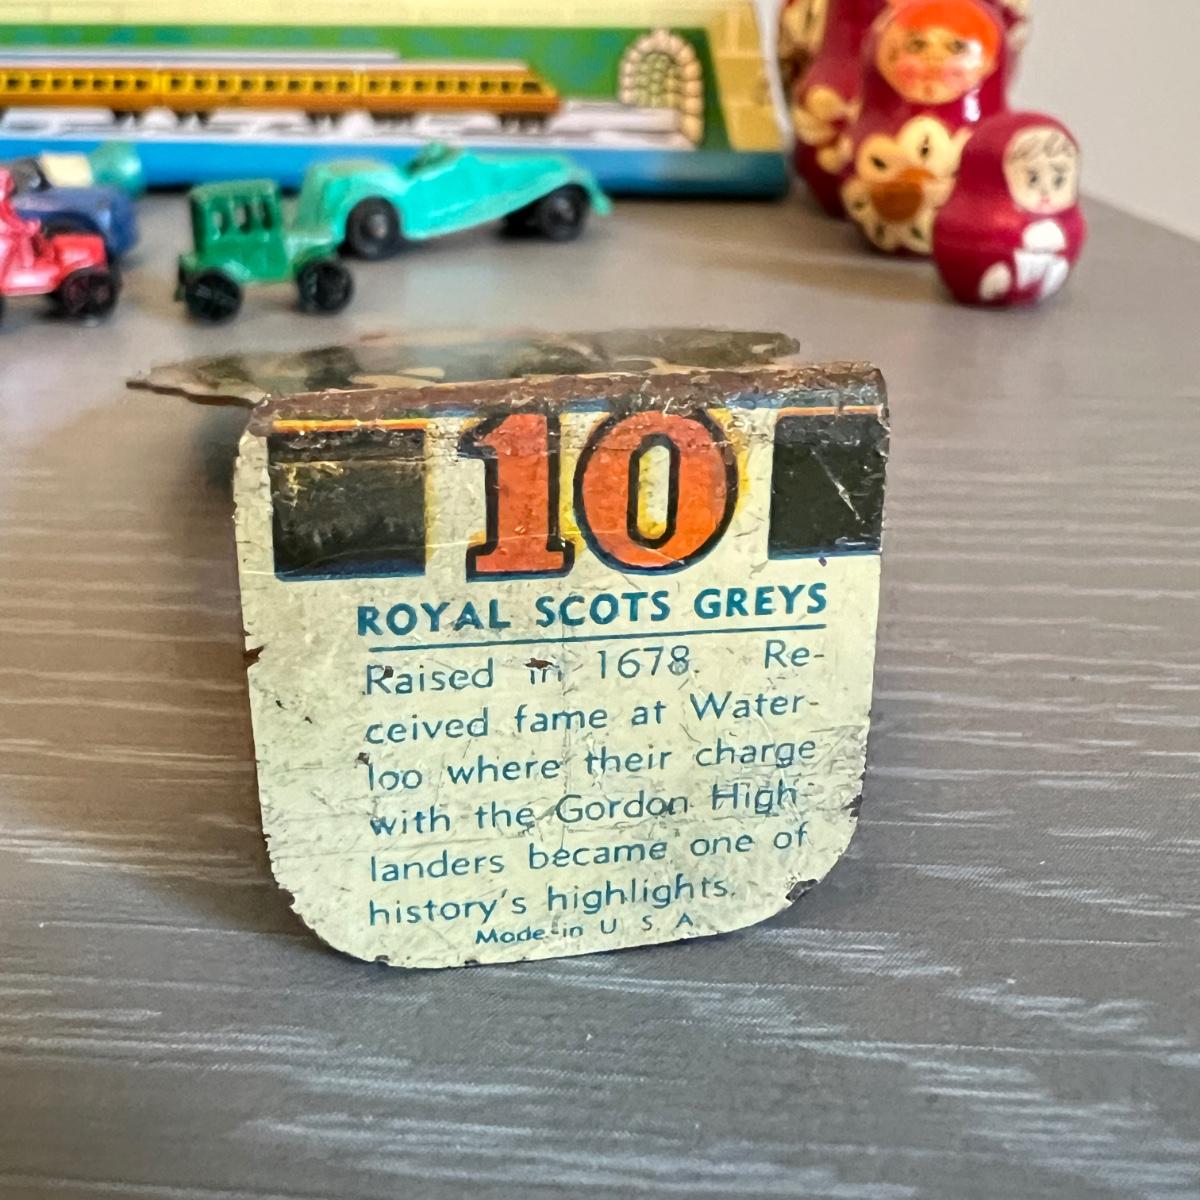 10
ROYAL SCOTS GREYS
Raised in 1678. Re-
ceived fame at Water-
loo where their charge
with the Gordon High-
landers became one of
history's highlights.
Made in U S A